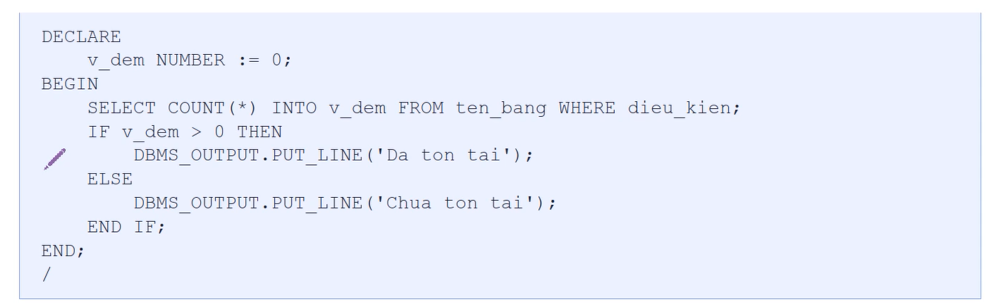 DECLARE
v_dem NUMBER := 0;
BEGIN
SELECT COUNT(*) INTO v_dem FROM ten_bang WHERE dieu_kien;
IF v_dem > 0 THEN
DBMS_OUTPUT.PUT_LINE('Da ton tai');
ELSE
DBMS_OUTPUT.PUT_LINE('Chua ton tai');
END IF;
END;
/